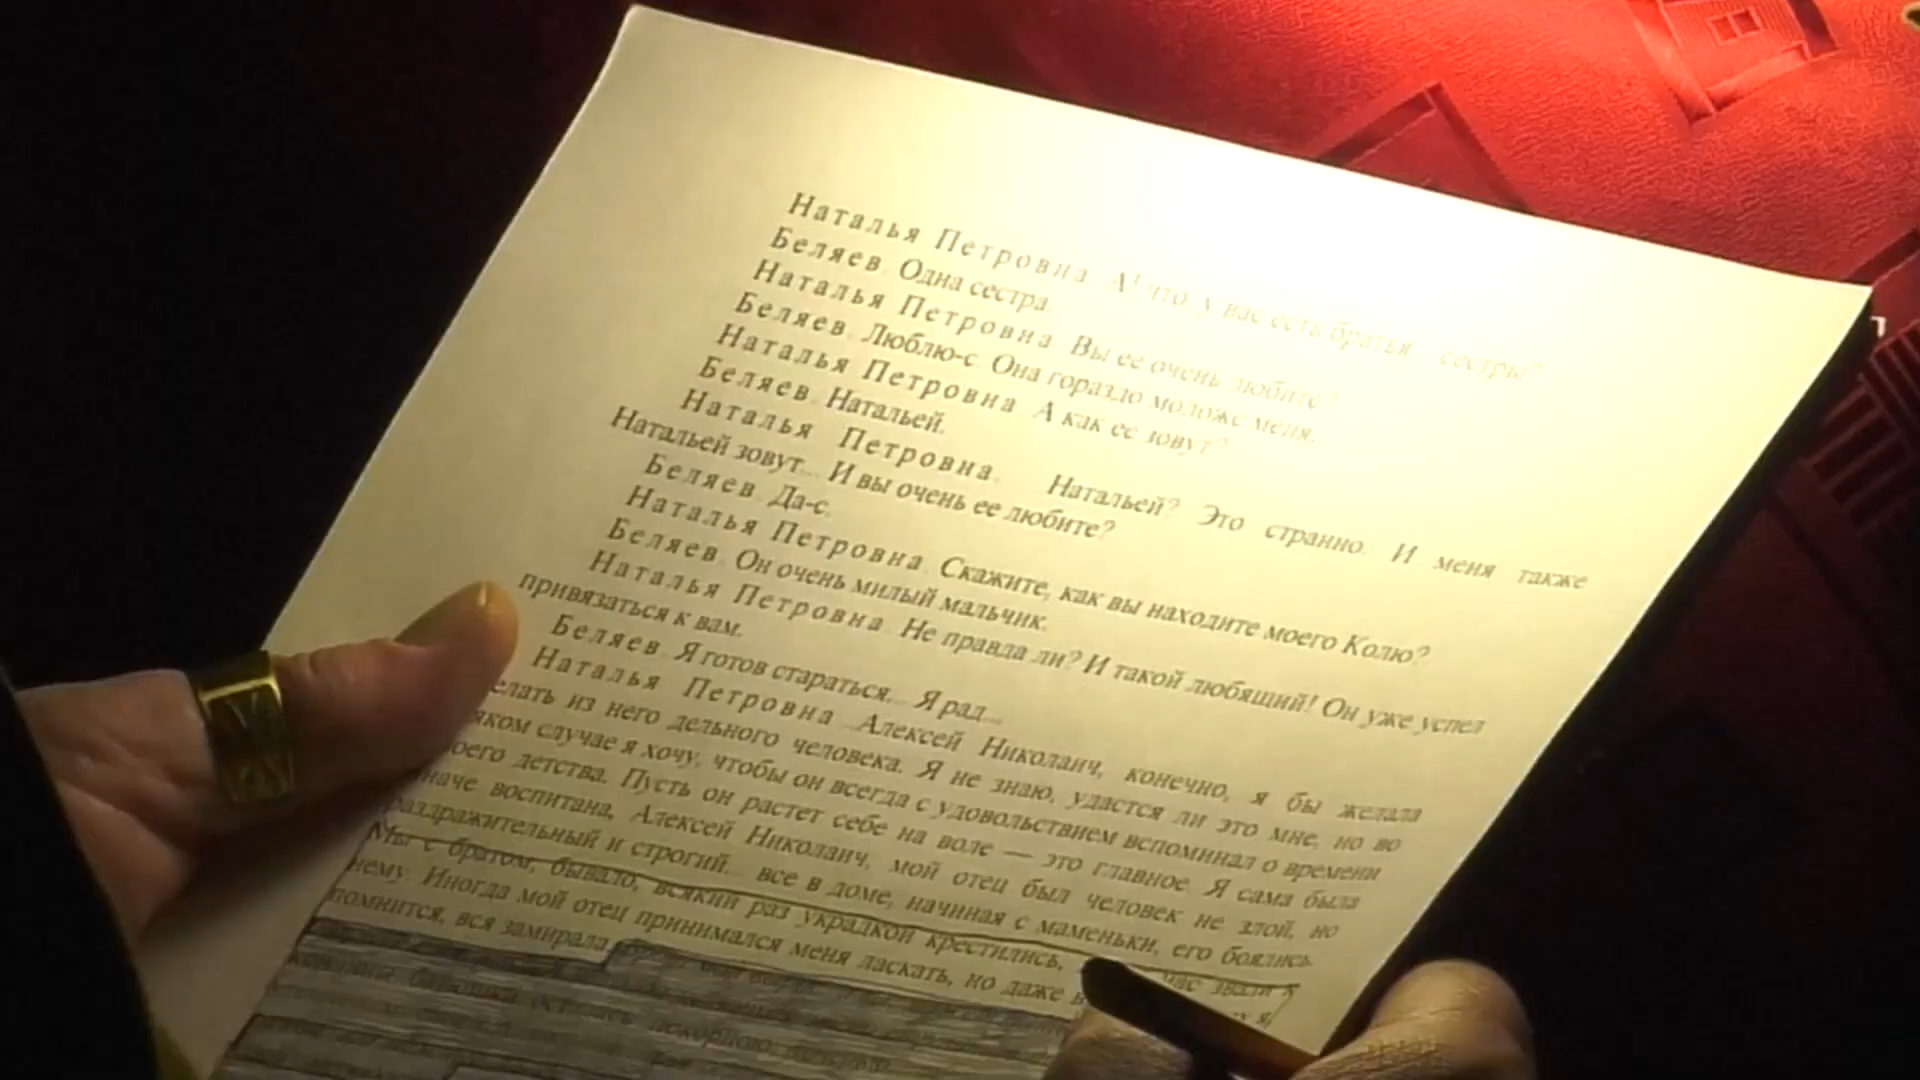 Наталья Петровна. А! что, у вас есть братья, сестры?
Беляев. Одна сестра.
Наталья Петровна. Вы ее очень любите?
Беляев. Люблю-с. Она гораздо моложе меня.
Наталья Петровна. А как ее зовут?
Беляев. Натальей.
Наталья Петровна. Натальей? Это странно. И меня также
Натальей зовут... И вы очень ее любите?
Беляев. Да-с.
Наталья Петровна. Скажите, как вы находите моего Колю?
Беляев. Он очень милый мальчик.
Наталья Петровна. Не правда ли? И такой любящий! Он уже успел
привязаться к вам.
Беляев. Я готов стараться... Я рад...
Наталья Петровна. Алексей Николаич, конечно, я бы желала
елать из него дельного человека. Я не знаю, удастся ли это мне, но во
яком случае я хочу, чтобы он всегда с удовольствием вспоминал о времени
оего детства. Пусть он растет себе на воле — это главное. Я сама была
наче воспитана, Алексей Николаич, мой отец был человек не злой, но
раздражительный и строгий... все в доме, начиная с маменьки, его боялись.
Мы с братом, бывало, всякий раз украдкой крестились, нас звали к
нему. Иногда мой отец принимался меня ласкать, но даже в
помнится, вся замирала